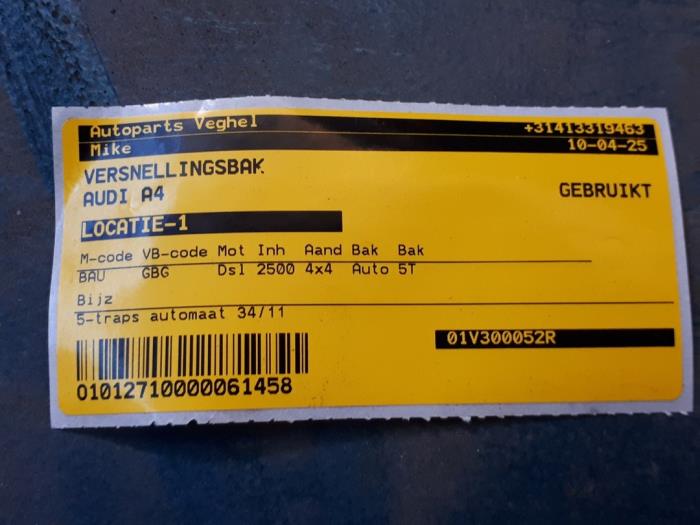 Autoparts Veghel +31413319463
Mike 10-04-25
VERSNELLINGSBAK
AUDI A4 GEBRUIKT
LOCATIE-1
M-code VB-code Mot Inh Aand Bak Bak
BAU GBG Dsl 2500 4x4 Auto 5T
Bijz
5-traps automaat 34/11
01V300052R
01012710000061458